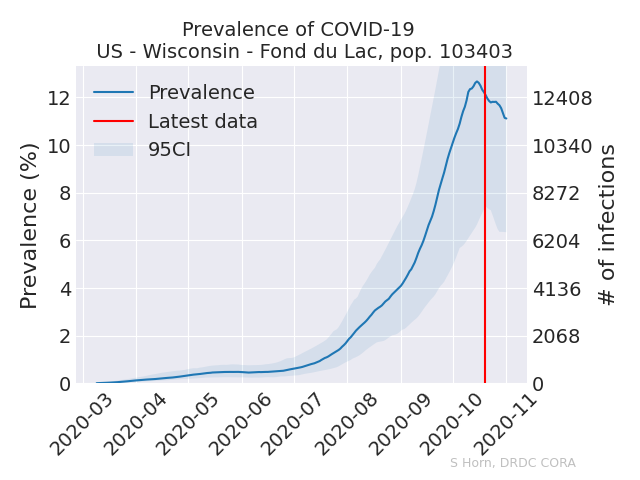 Prevalence of COVID-19
US - Wisconsin - Fond du Lac, pop. 103403
Prevalence
Latest data
95CI
Prevalence (%)
12
10
8
6
4
2
0
12408
10340
8272
6204
4136
2068
0
# of infections
2020-03
2020-04
2020-05
2020-06
2020-07
2020-08
2020-09
2020-10
2020-11
S Horn, DRDC CORA